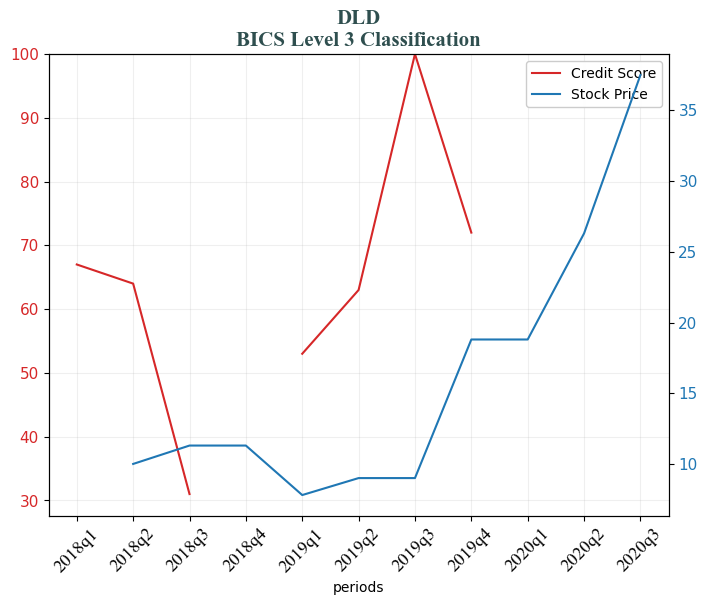 DLD
BICS Level 3 Classification
100
90
80
70
60
50
40
30
Credit Score
Stock Price
35
30
25
20
15
10
2018q1
2018q2
2018q3
2018q4
2019q1
2019q2
2019q3
2019q4
2020q1
2020q2
2020q3
periods